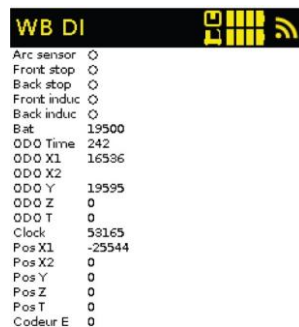 WB DI
Arc sensor
Front stop
Back stop
Front induc
Back induc
Bat 19500
ODO Time 242
ODO X1 16536
ODO X2
ODO Y 19595
ODO Z 0
ODO T 0
Clock 53165
Pos X1 -25544
Pos X2 0
Pos Y 0
Pos Z 0
Pos T 0
Codeur E 0